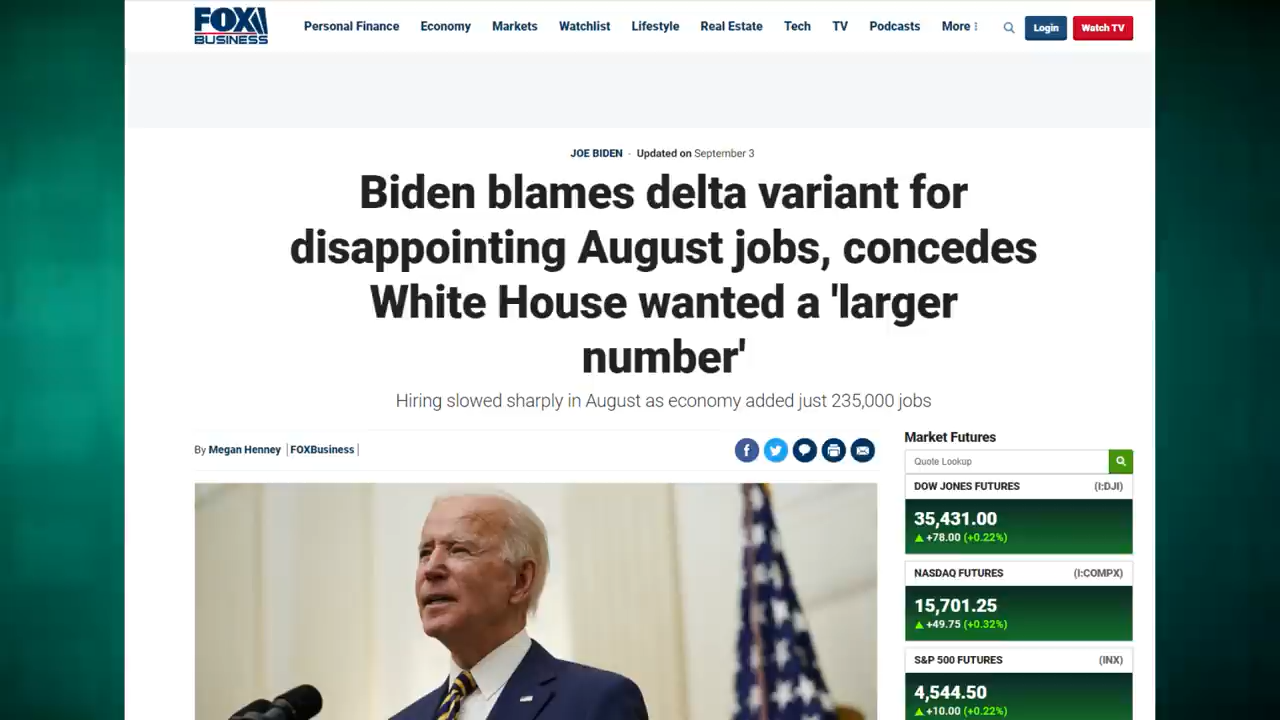 FOX
BUSINESS
Personal Finance Economy Markets Watchlist Lifestyle Real Estate Tech TV Podcasts More Login Watch TV
JOE BIDEN - Updated on September 3
Biden blames delta variant for
disappointing August jobs, concedes
White House wanted a 'larger
number'
Hiring slowed sharply in August as economy added just 235,000 jobs
By Megan Henney | FOXBusiness |
Market Futures
Quote Lookup
DOW JONES FUTURES (I:DJI)
35,431.00
▲ +78.00 (+0.22%)
NASDAQ FUTURES (I:COMPX)
15,701.25
▲ +49.75 (+0.32%)
S&P 500 FUTURES (INX)
4,544.50
▲ +10.00 (+0.22%)